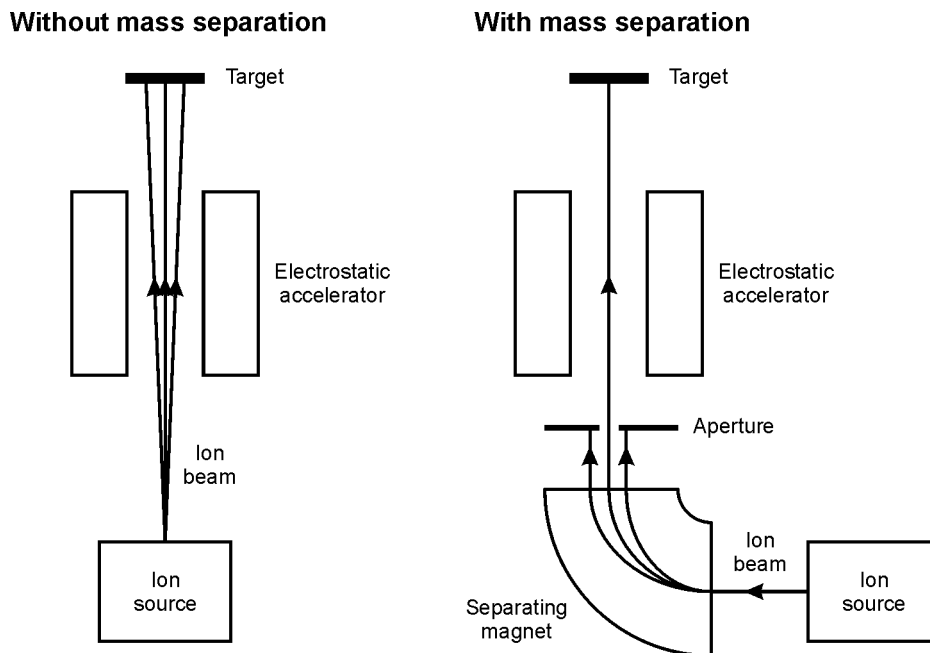 Without mass separation
Target
Electrostatic
accelerator
Ion
beam
Ion
source
With mass separation
Target
Electrostatic
accelerator
Aperture
Ion
beam
Ion
source
Separating
magnet